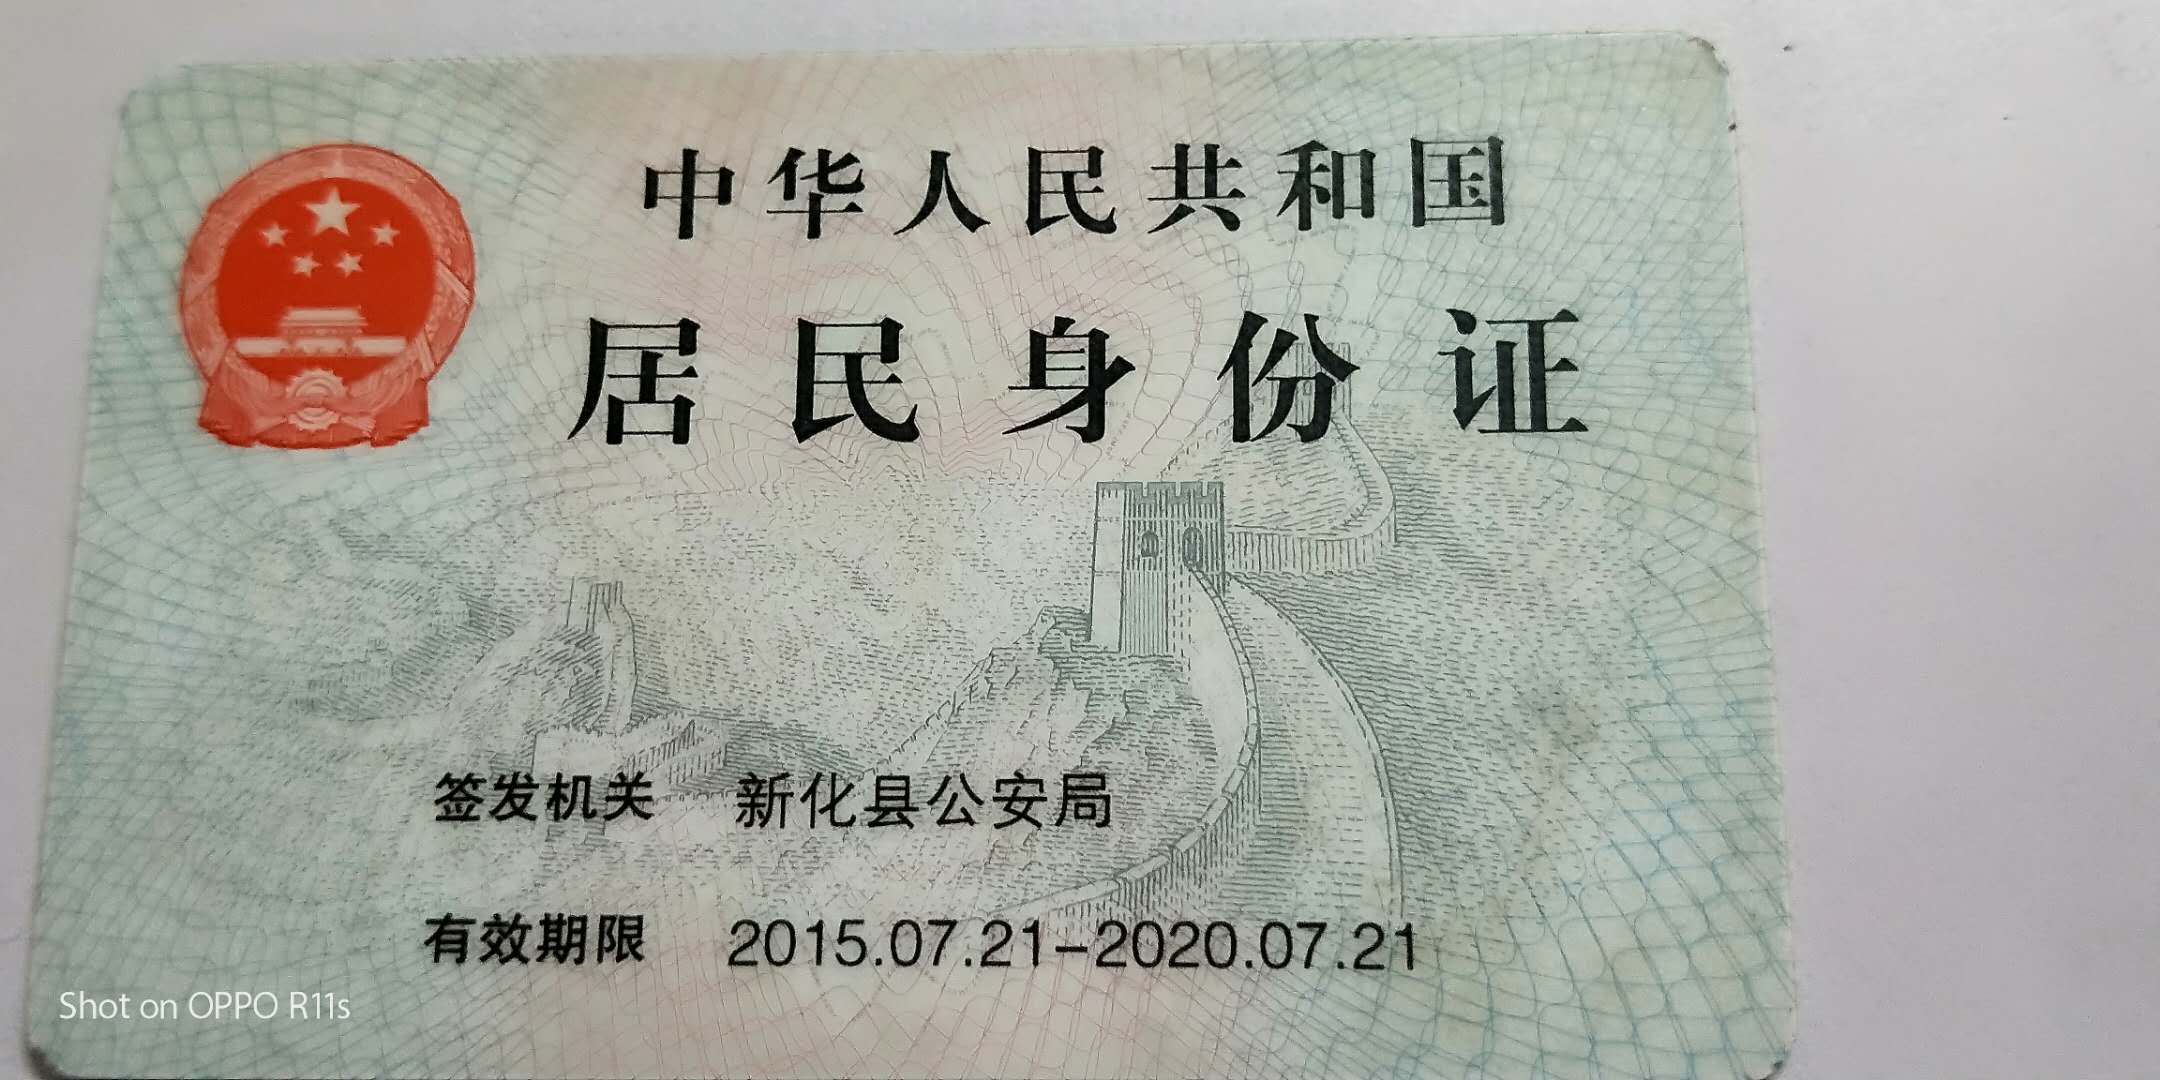 中华人民共和国
居民身份证
签发机关 新化县公安局
有效期限 2015.07.21-2020.07.21
Shot on OPPO R11s